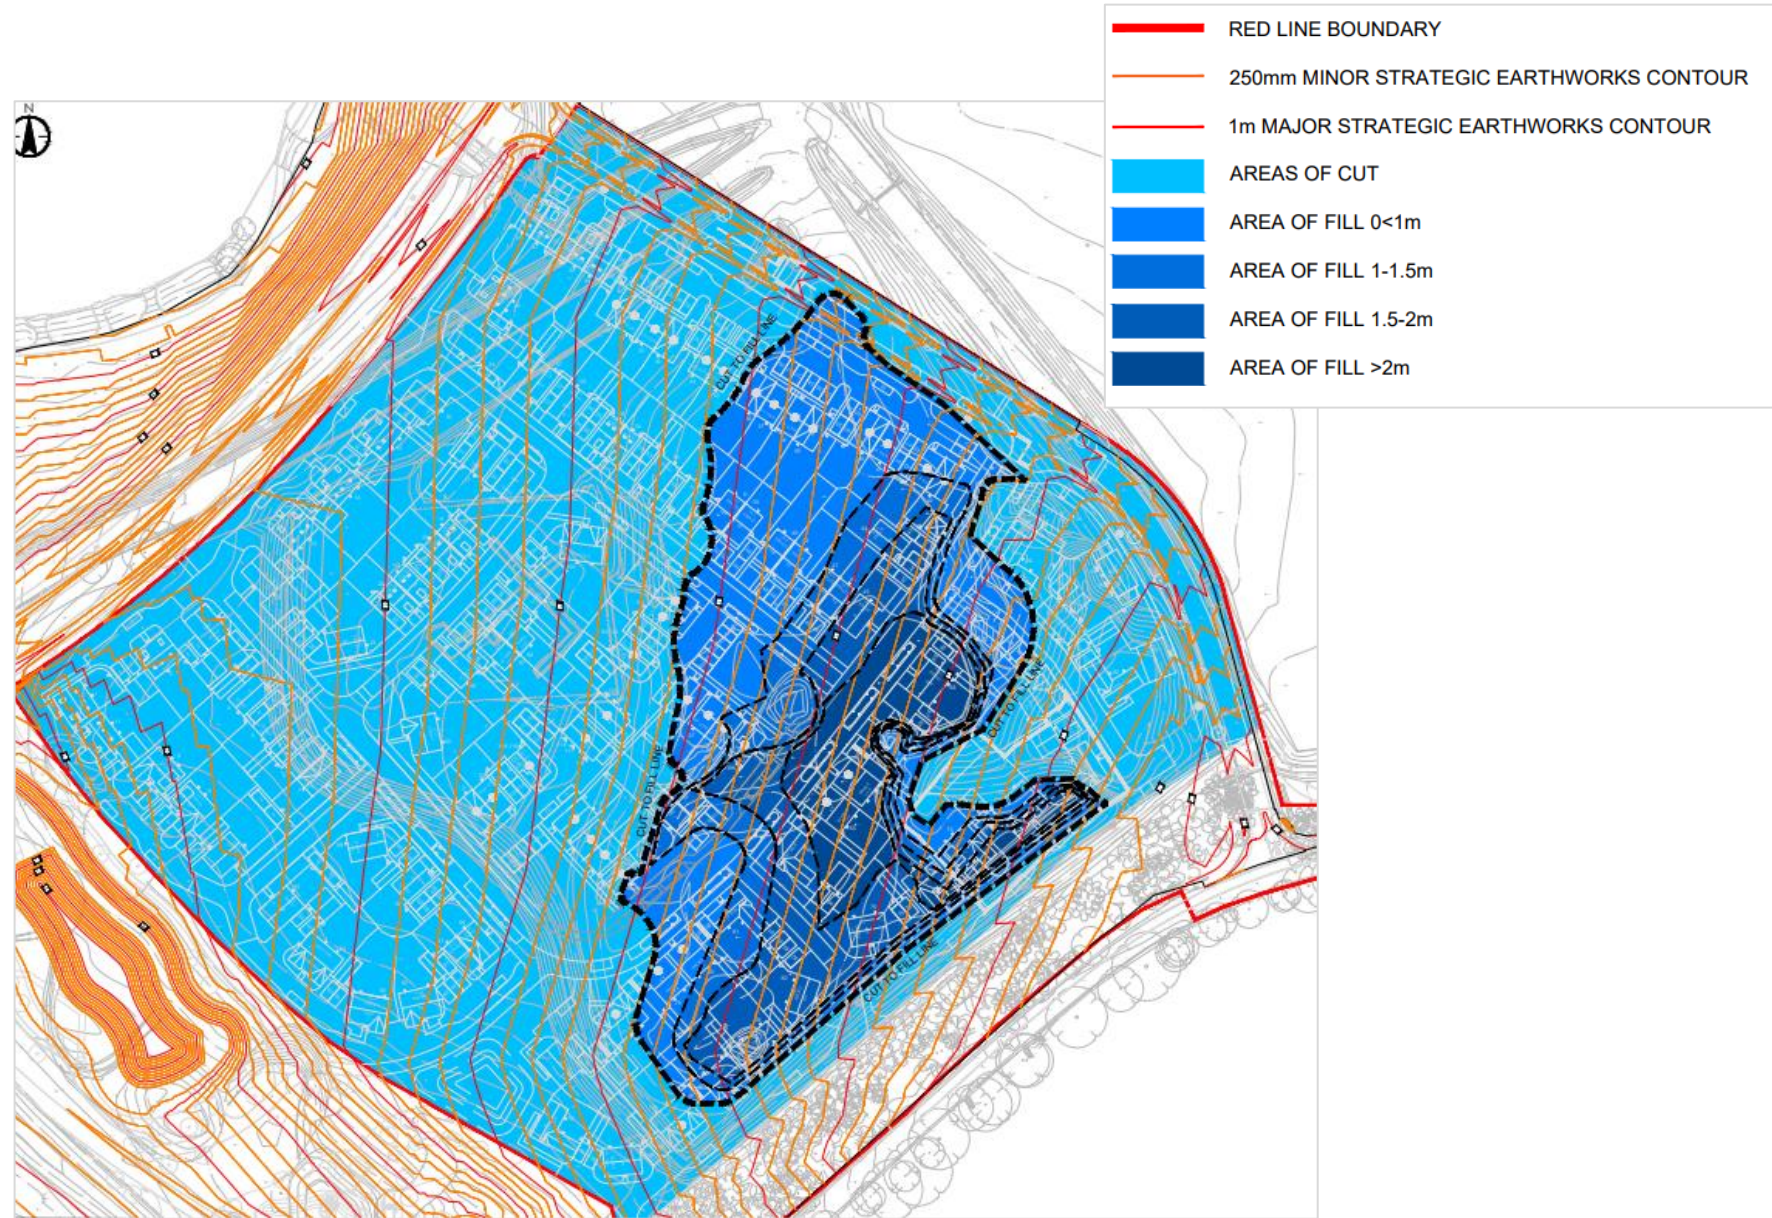 RED LINE BOUNDARY
250mm MINOR STRATEGIC EARTHWORKS CONTOUR
1m MAJOR STRATEGIC EARTHWORKS CONTOUR
AREAS OF CUT
AREA OF FILL 0<1m
AREA OF FILL 1-1.5m
AREA OF FILL 1.5-2m
AREA OF FILL >2m
N
CUT TO FILL LINE
CUT TO FILL LINE
CUT TO FILL LINE
CUT TO FILL LINE